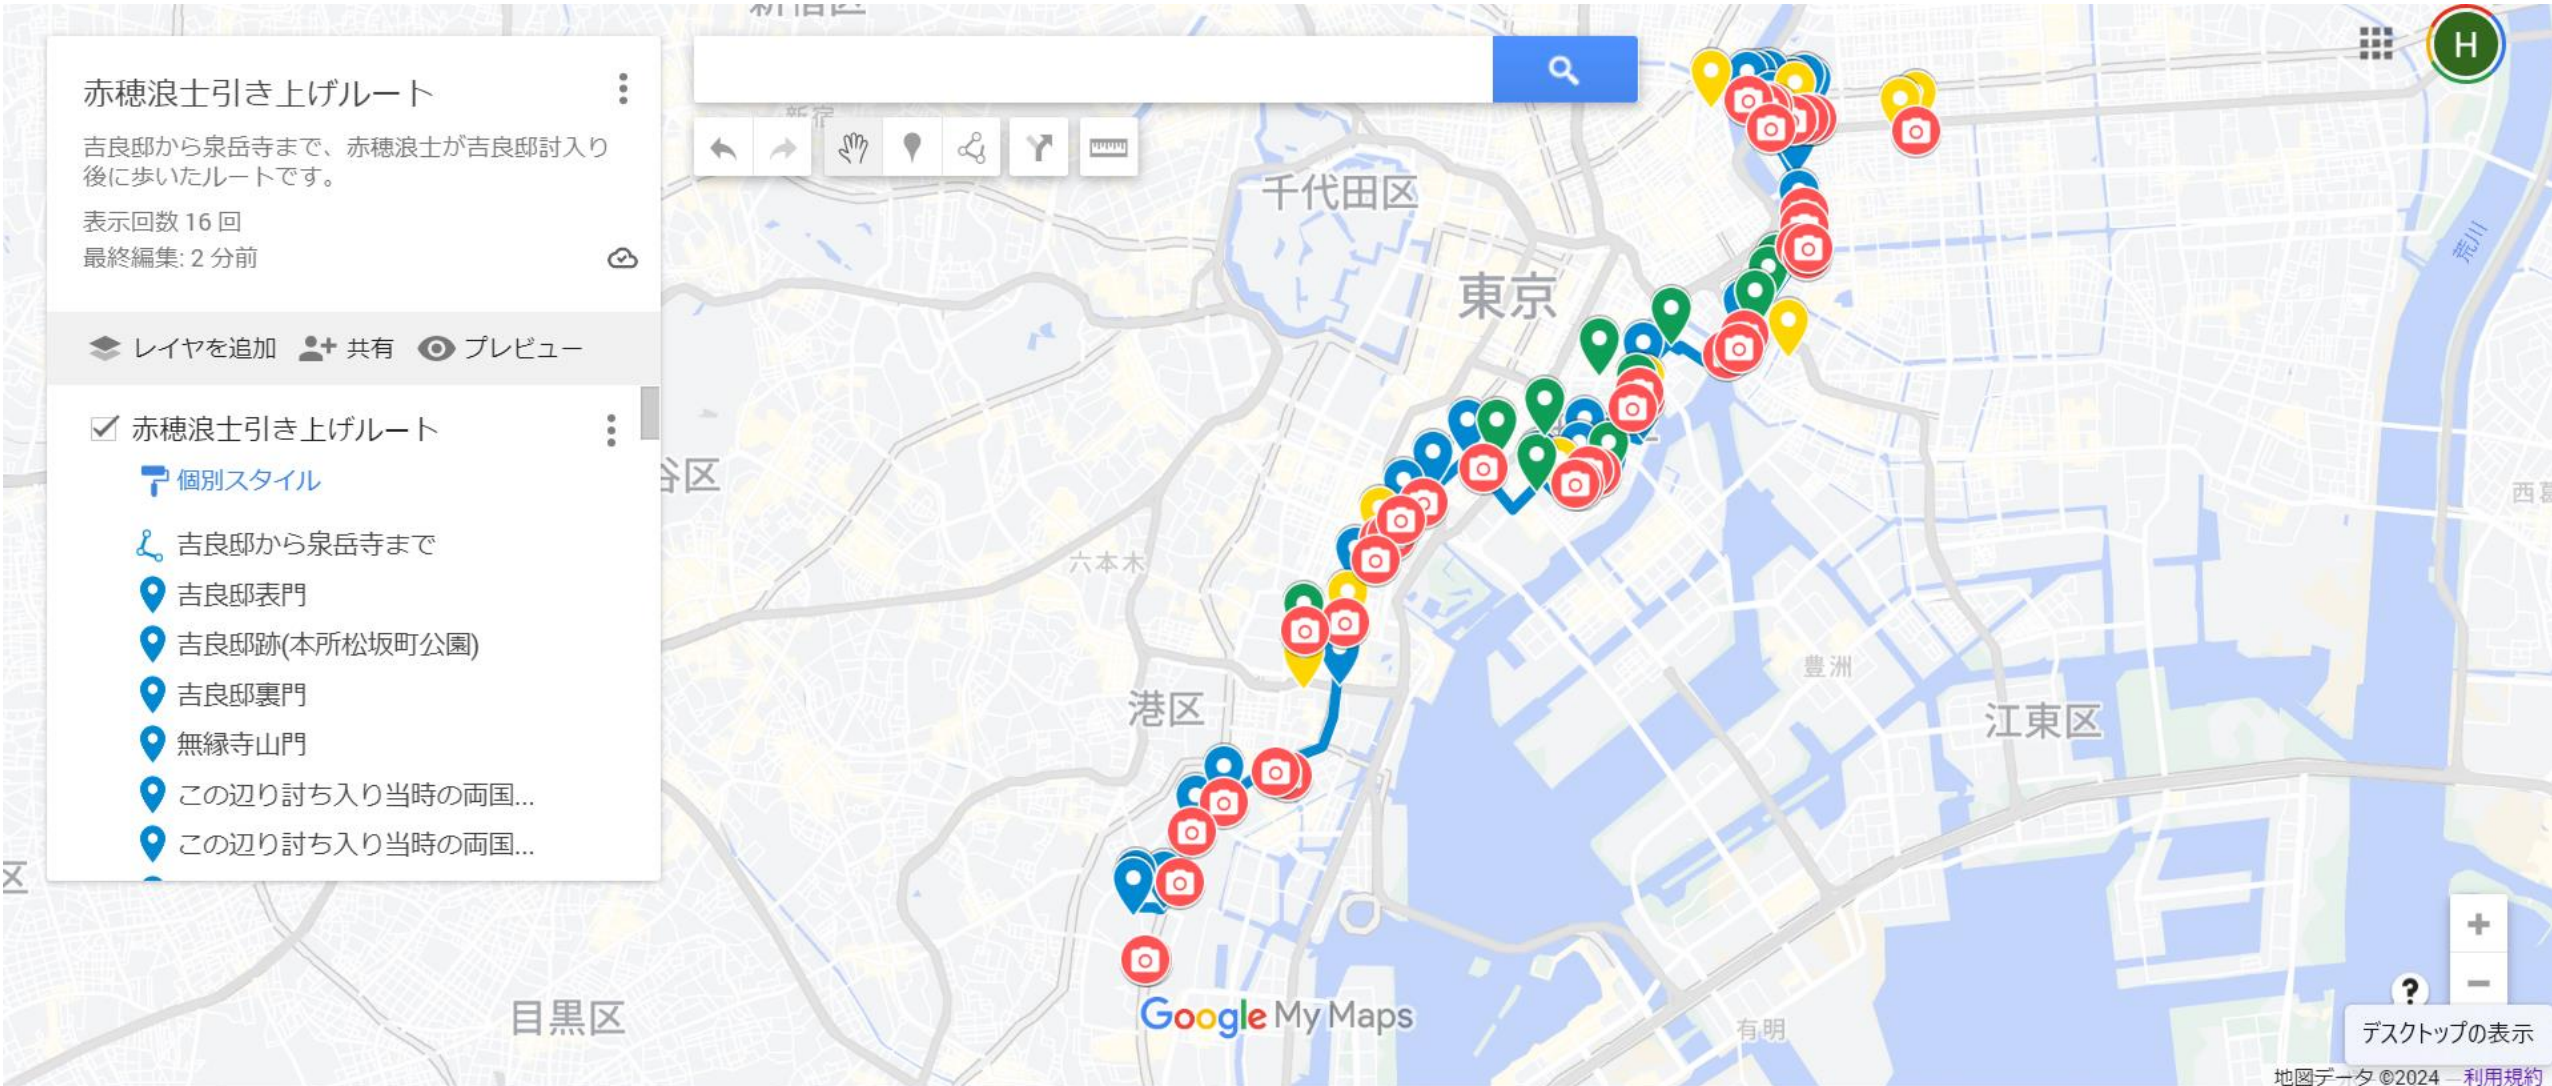 赤穂浪士引き上げルート
吉良邸から泉岳寺まで、赤穂浪士が吉良邸討入り
後に歩いたルートです。
表示回数 16 回
最終編集: 2 分前
レイヤを追加
共有
プレビュー
赤穂浪士引き上げルート
個別スタイル
吉良邸から泉岳寺まで
吉良邸表門
吉良邸跡(本所松坂町公園)
吉良邸裏門
無縁寺山門
この辺り討ち入り当時の両国...
この辺り討ち入り当時の両国...
新宿区
新宿
H
千代田区
東京
荒川
谷区
六本木
西葛
港区
豊洲
江東区
区
目黒区
Google My Maps
有明
?
デスクトップの表示
地図データ ©2024
利用規約